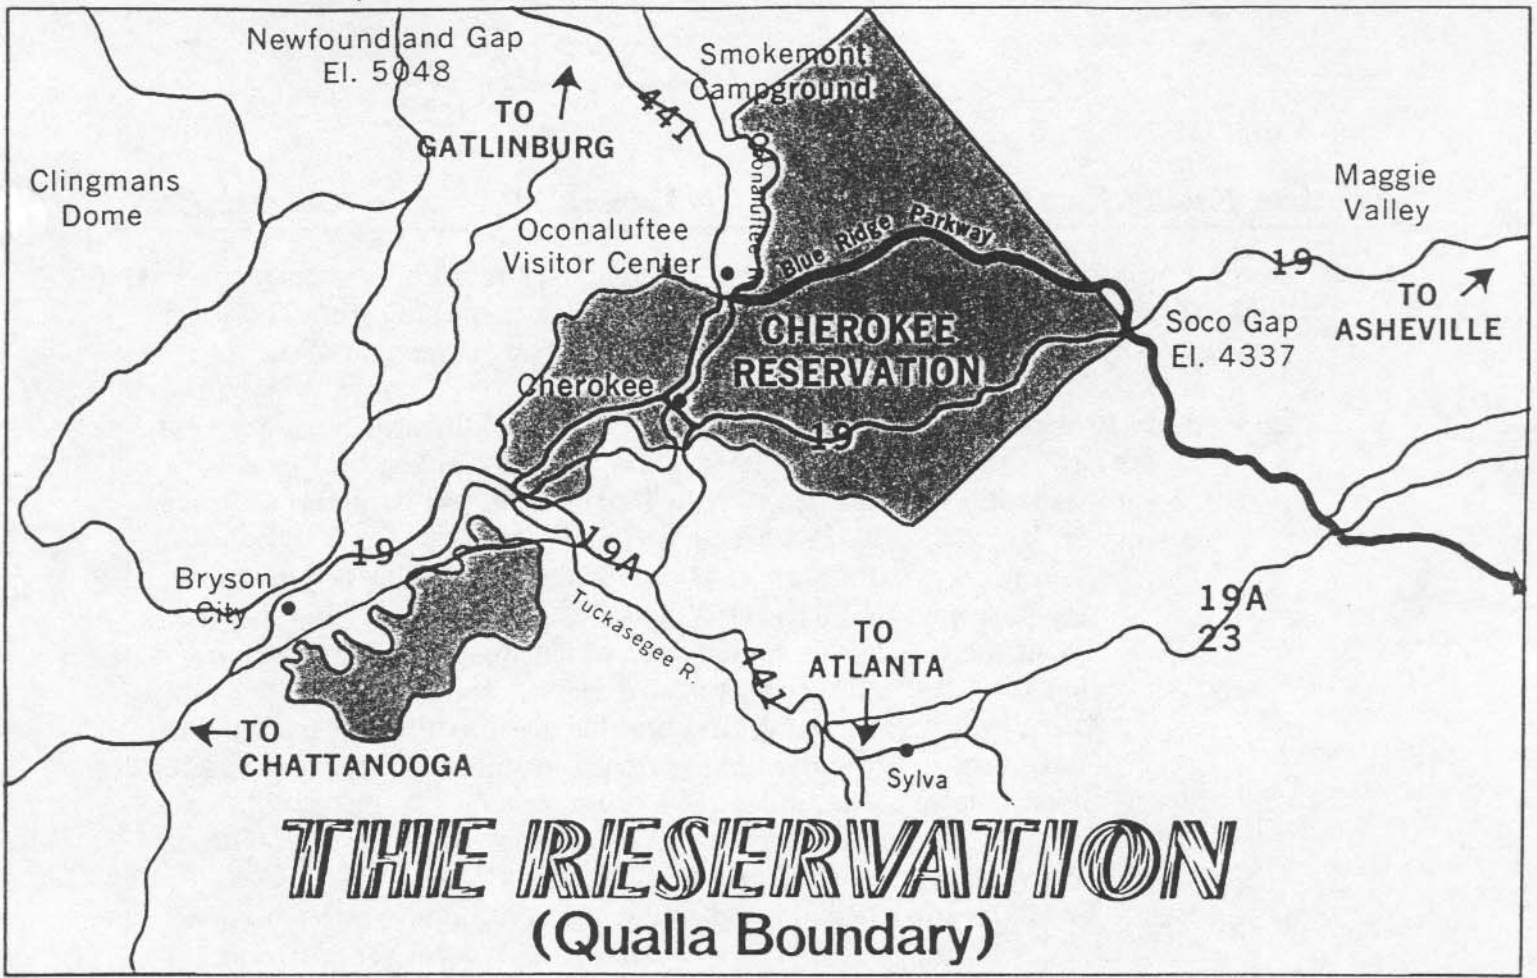 Newfoundland Gap
El. 5048
Smokemont
Campground
TO
GATLINBURG
441
Clingmans
Dome
Oconaluftee R.
Maggie
Valley
Oconaluftee
Visitor Center
Blue Ridge Parkway
19
TO
ASHEVILLE
CHEROKEE
RESERVATION
Soco Gap
El. 4337
Cherokee
19
19
19A
Bryson
City
Tuckasegee R.
19A
23
TO
ATLANTA
441
TO
CHATTANOOGA
Sylva
THE RESERVATION
(Qualla Boundary)